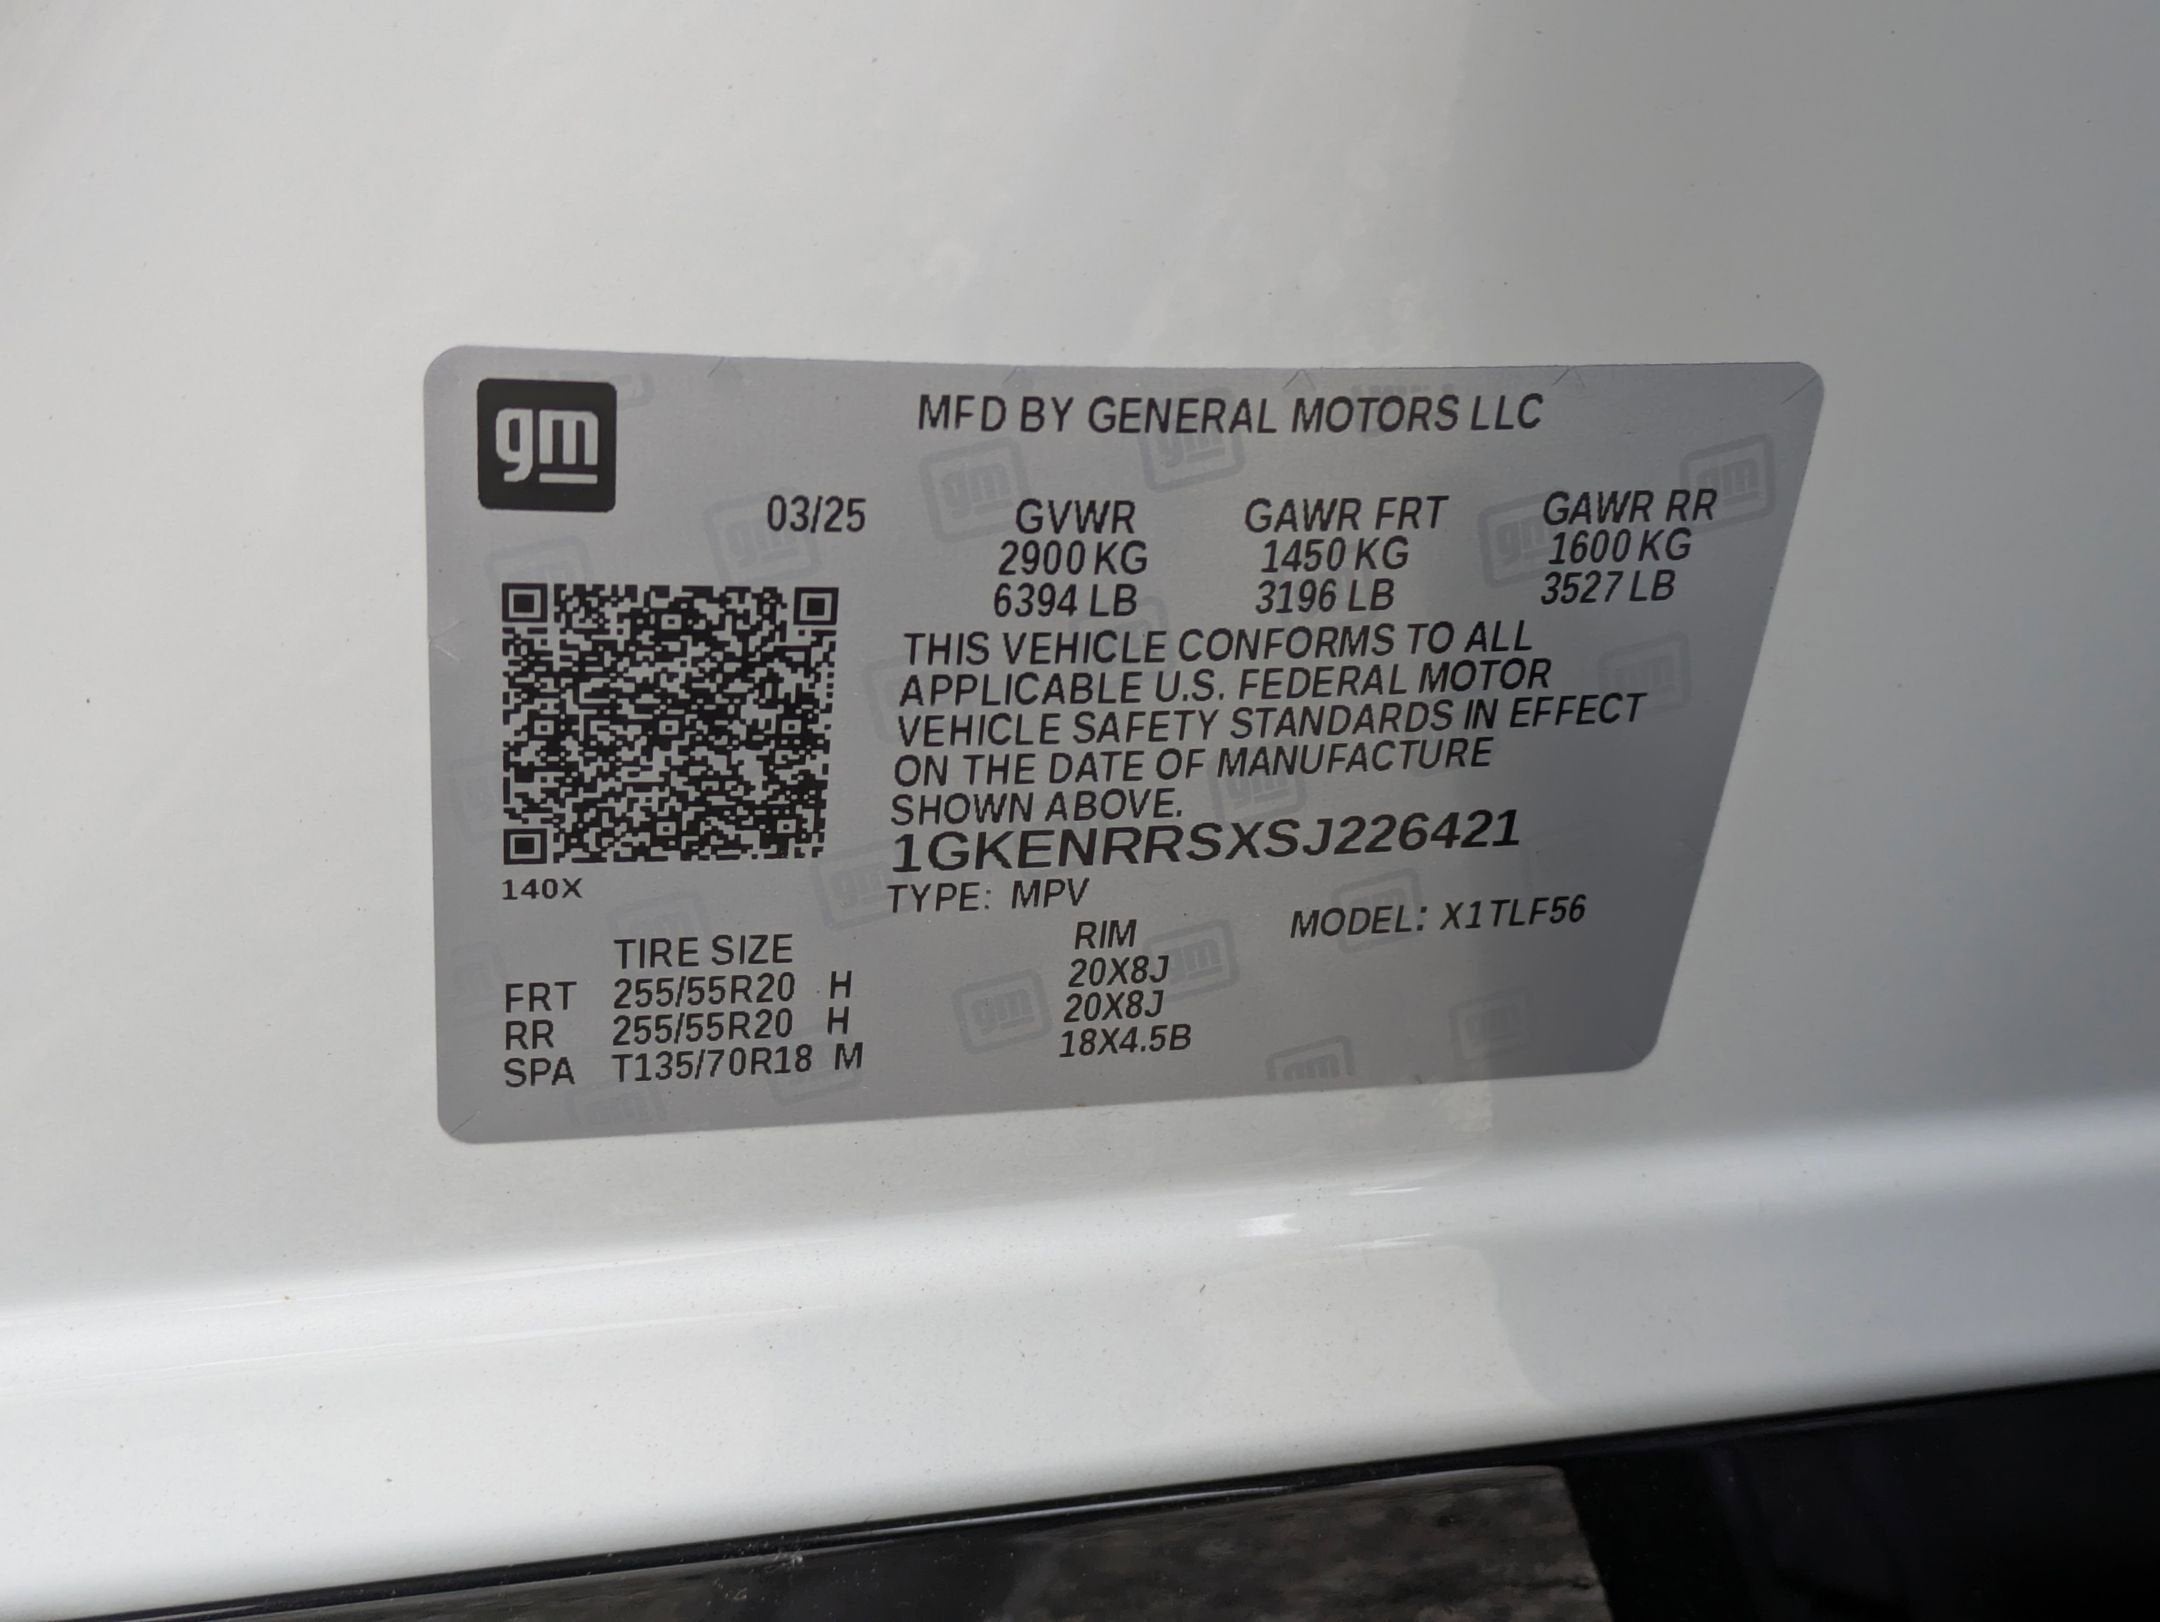 gm
MFD BY GENERAL MOTORS LLC
03/25 GVWR GAWR FRT GAWR RR
2900 KG 1450 KG 1600 KG
6394 LB 3196 LB 3527 LB
THIS VEHICLE CONFORMS TO ALL
APPLICABLE U.S. FEDERAL MOTOR
VEHICLE SAFETY STANDARDS IN EFFECT
ON THE DATE OF MANUFACTURE
SHOWN ABOVE.
1GKENRRSXSJ226421
140X
TYPE: MPV MODEL: X1TLF56
TIRE SIZE RIM
FRT 255/55R20 H 20X8J
RR 255/55R20 H 20X8J
SPA T135/70R18 M 18X4.5B